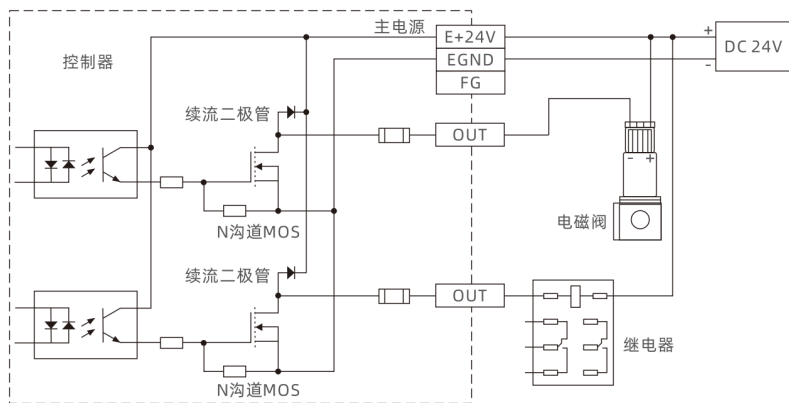 主电源
E+24V
EGND
FG
+
-
DC 24V
控制器
续流二极管
OUT
- +
N沟道MOS
电磁阀
续流二极管
OUT
继电器
N沟道MOS